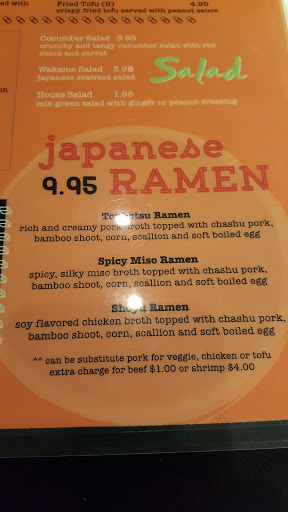 ed with
Fried Tofu (9) 4.95
crispy fried tofu served with peanut sauce
Cucumber Salad 3.95
crunchy and tangy cucumber salad with red
onion and carrot
Wakame Salad 3.95
japanese seaweed salad
Salad
House Salad 1.95
mix green salad with ginger or peanut dressing
japanese
9.95 RAMEN
Ramen
rich and creamy pork broth topped with chashu pork,
bamboo shoot, corn, scallion and soft boiled egg
Spicy Miso Ramen
spicy, silky miso broth topped with chashu pork,
bamboo shoot, corn, scallion and soft boiled egg
Shoyu Ramen
soy flavored chicken broth topped with chashu pork,
bamboo shoot, corn, scallion and soft boiled egg
^^ can be substitute pork for veggie, chicken or tofu
extra charge for beef $1.00 or shrimp $4.00